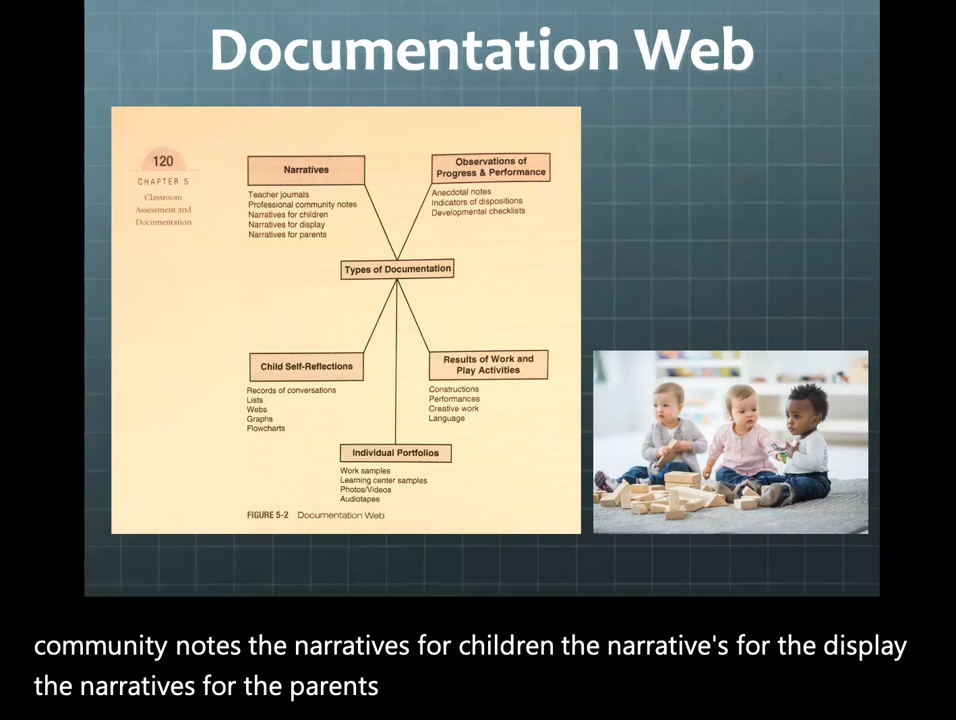 Documentation Web
120
CHAPTER 5
Classroom
Assessment and
Documentation
Narratives
Teacher journals
Professional community notes
Narratives for children
Narratives for display
Narratives for parents
Observations of
Progress & Performance
Anecdotal notes
Indicators of dispositions
Developmental checklists
Types of Documentation
Child Self-Reflections
Records of conversations
Lists
Webs
Graphs
Flowcharts
Results of Work and
Play Activities
Constructions
Performances
Creative work
Language
Individual Portfolios
Work samples
Learning center samples
Photos/Videos
Audiotapes
FIGURE 5-2 Documentation Web
community notes the narratives for children the narrative's for the display
the narratives for the parents